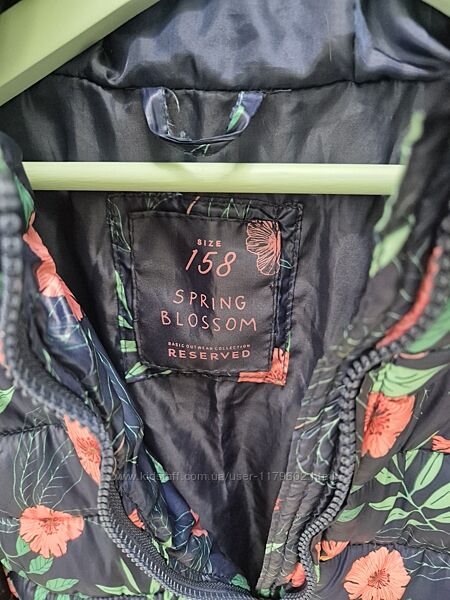 SIZE
158
SPRING
BLOSSOM
BASIC OUTWEAR COLLECTION
RESERVED